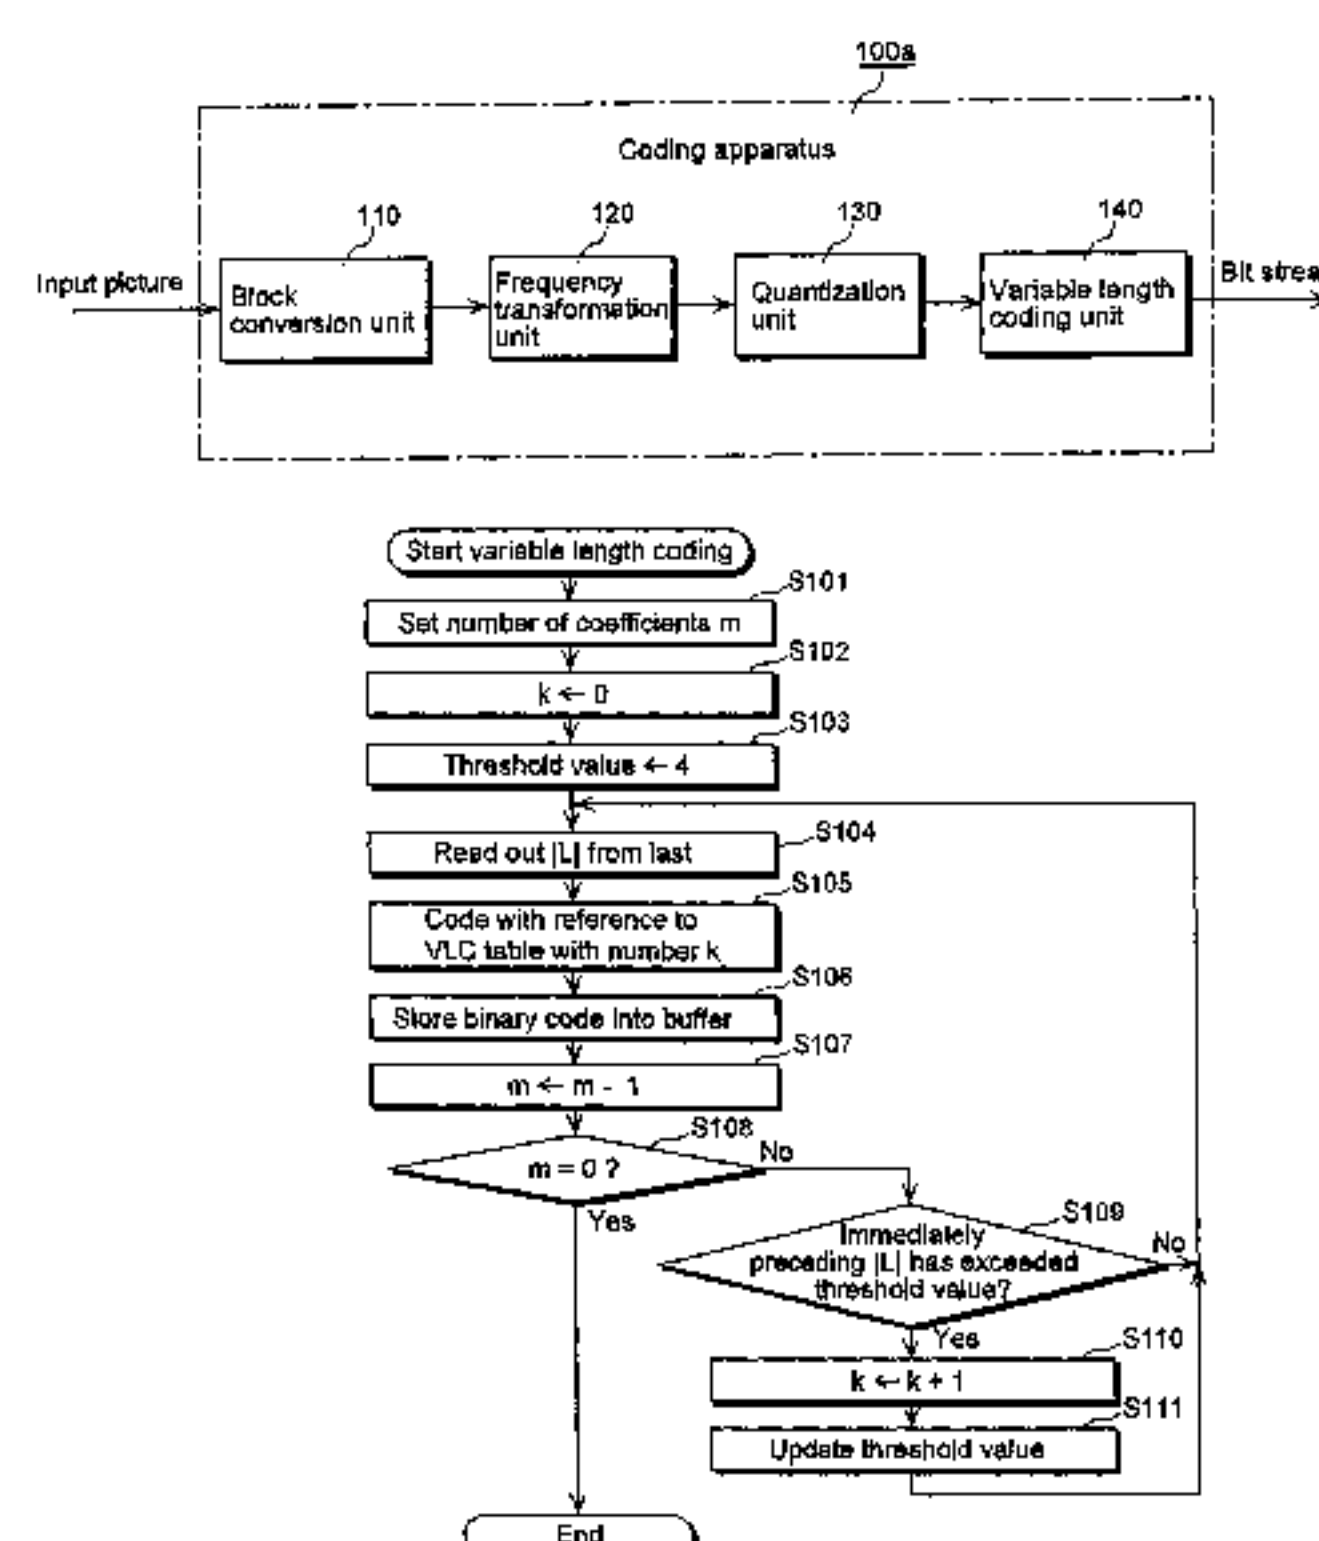 100a
Coding apparatus
110
120
130
140
Input picture
Block
conversion unit
Frequency
transformation
unit
Quantization
unit
Variable length
coding unit
Bit strea
Start variable length coding
S101
Set number of coefficients m
S102
k ← 0
S103
Threshold value ← 4
S104
Read out |L| from last
S105
Code with reference to
VLC table with number k
S106
Store binary code into buffer
S107
m ← m - 1
S108
m = 0 ?
No
Yes
S109
Immediately
preceding |L| has exceeded
threshold value?
No
Yes
S110
k ← k + 1
S111
Update threshold value
End